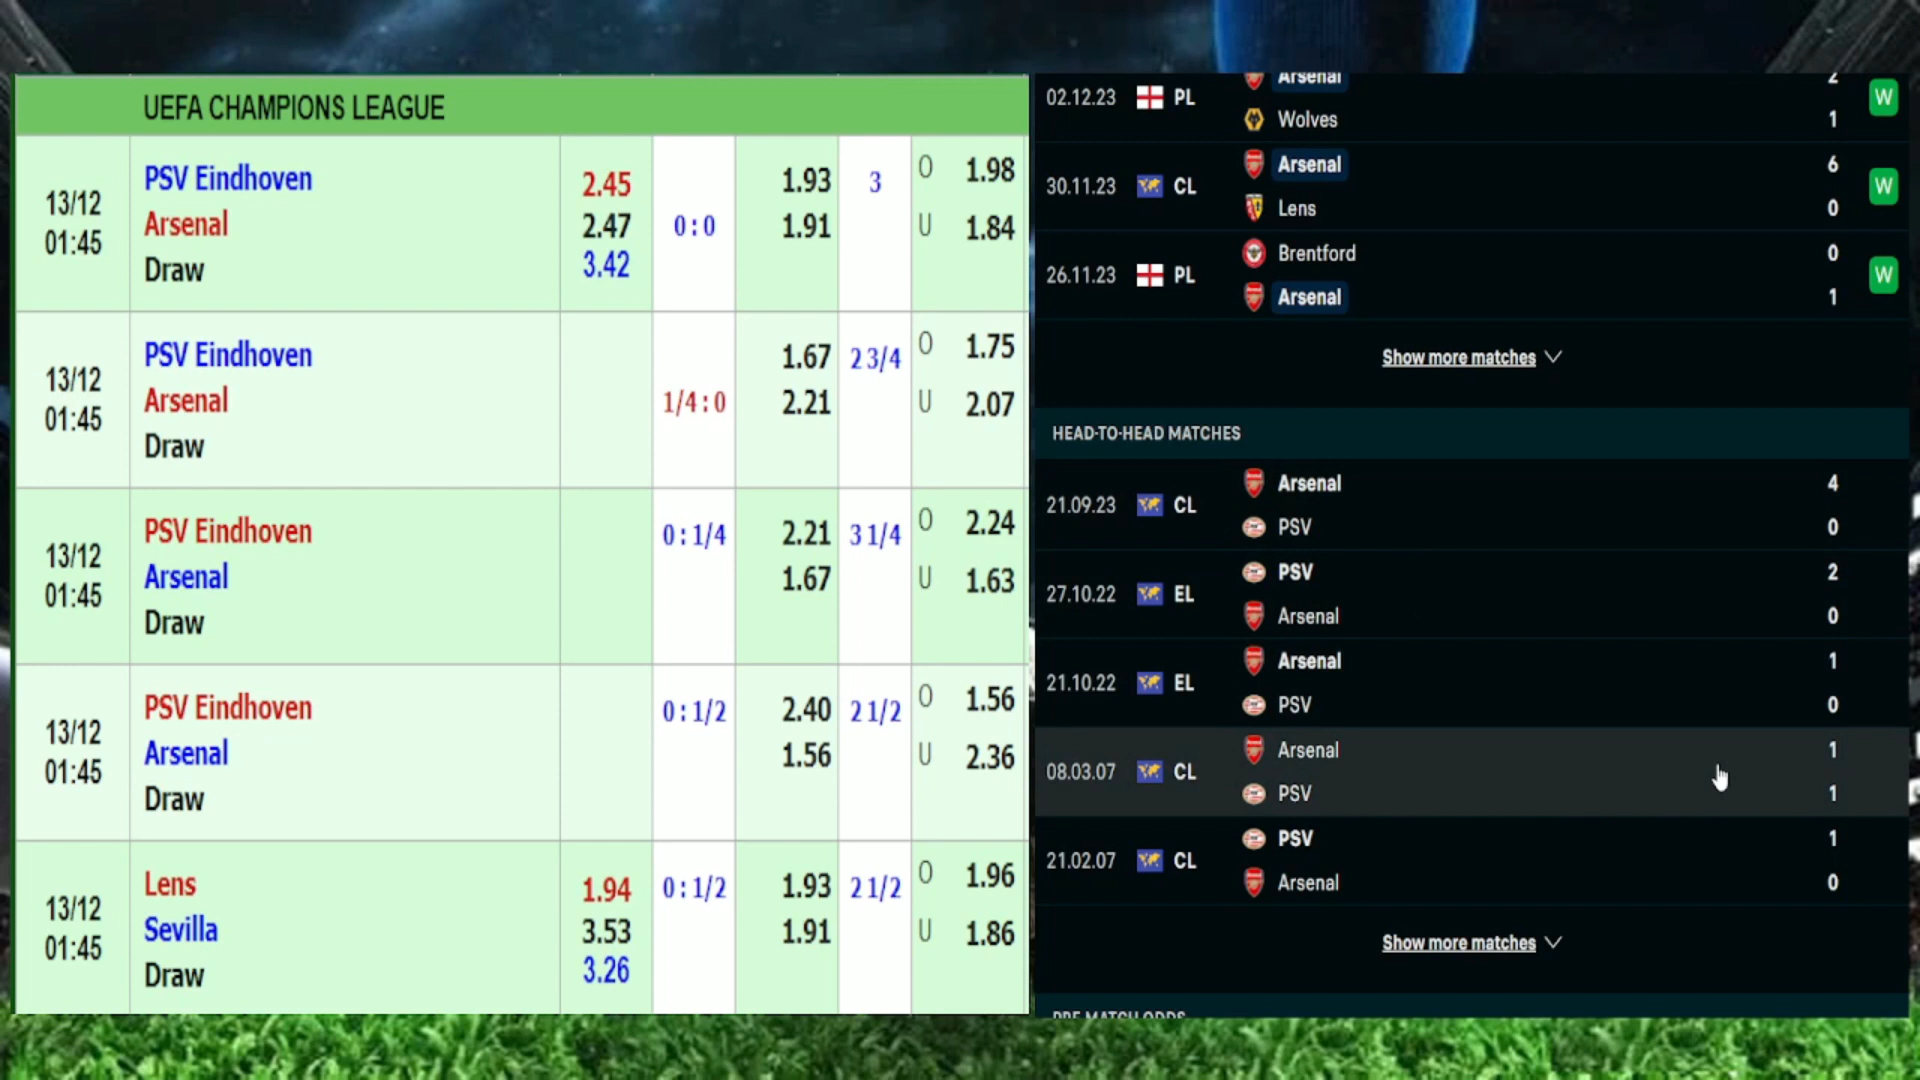 UEFA CHAMPIONS LEAGUE
13/12
01:45
PSV Eindhoven
Arsenal
Draw
2.45
2.47
3.42
0:0
1.93
1.91
3
O 1.98
U 1.84
13/12
01:45
PSV Eindhoven
Arsenal
Draw
1/4:0
1.67
2.21
2 3/4
O 1.75
U 2.07
13/12
01:45
PSV Eindhoven
Arsenal
Draw
0:1/4
2.21
1.67
3 1/4
O 2.24
U 1.63
13/12
01:45
PSV Eindhoven
Arsenal
Draw
0:1/2
2.40
1.56
2 1/2
O 1.56
U 2.36
13/12
01:45
Lens
Sevilla
Draw
1.94
3.53
3.26
0:1/2
1.93
1.91
2 1/2
O 1.96
U 1.86
02.12.23 PL
Arsenal 2
Wolves 1
W
30.11.23 CL
Arsenal 6
Lens 0
W
26.11.23 PL
Brentford 0
Arsenal 1
W
Show more matches
HEAD-TO-HEAD MATCHES
21.09.23 CL
Arsenal 4
PSV 0
27.10.22 EL
PSV 2
Arsenal 0
21.10.22 EL
Arsenal 1
PSV 0
08.03.07 CL
Arsenal 1
PSV 1
21.02.07 CL
PSV 1
Arsenal 0
Show more matches
PRE-MATCH ODDS